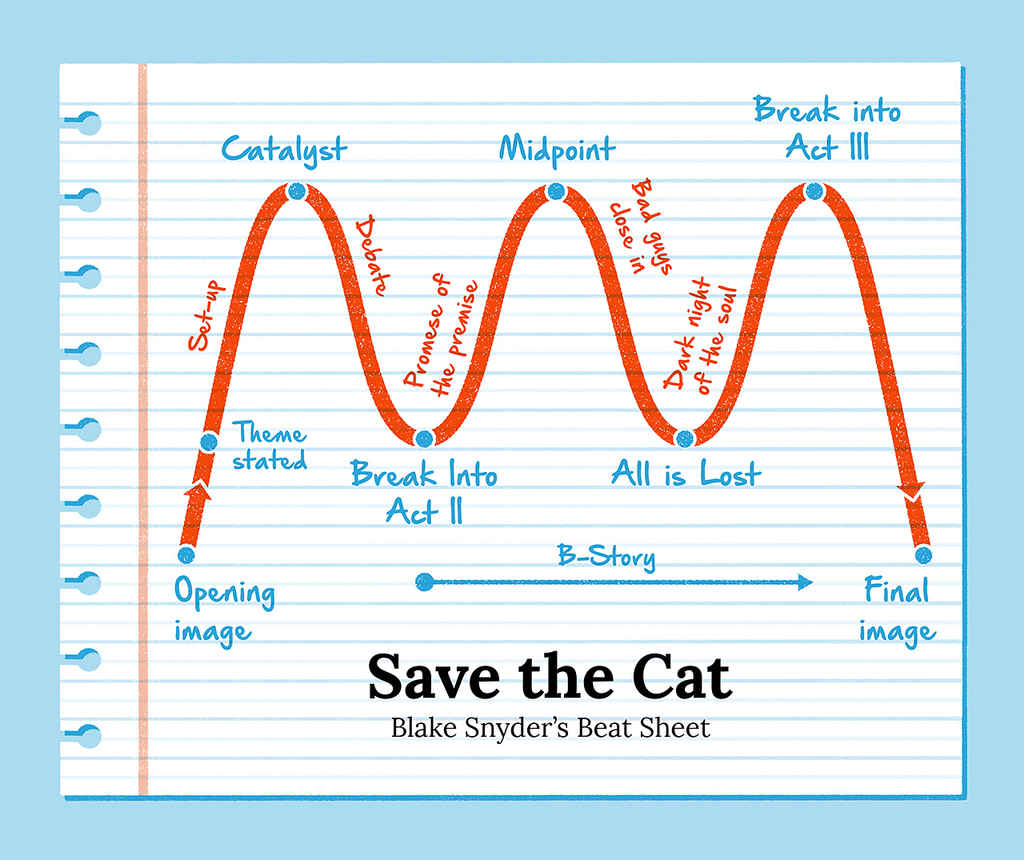 Break into
Act III
Catalyst
Midpoint
Bad guys
close in
Debate
Set-up
Promese of
the premise
Dark night
of the soul
Theme
stated
Break Into
Act II
All is Lost
B-Story
Opening
image
Final
image
Save the Cat
Blake Snyder’s Beat Sheet